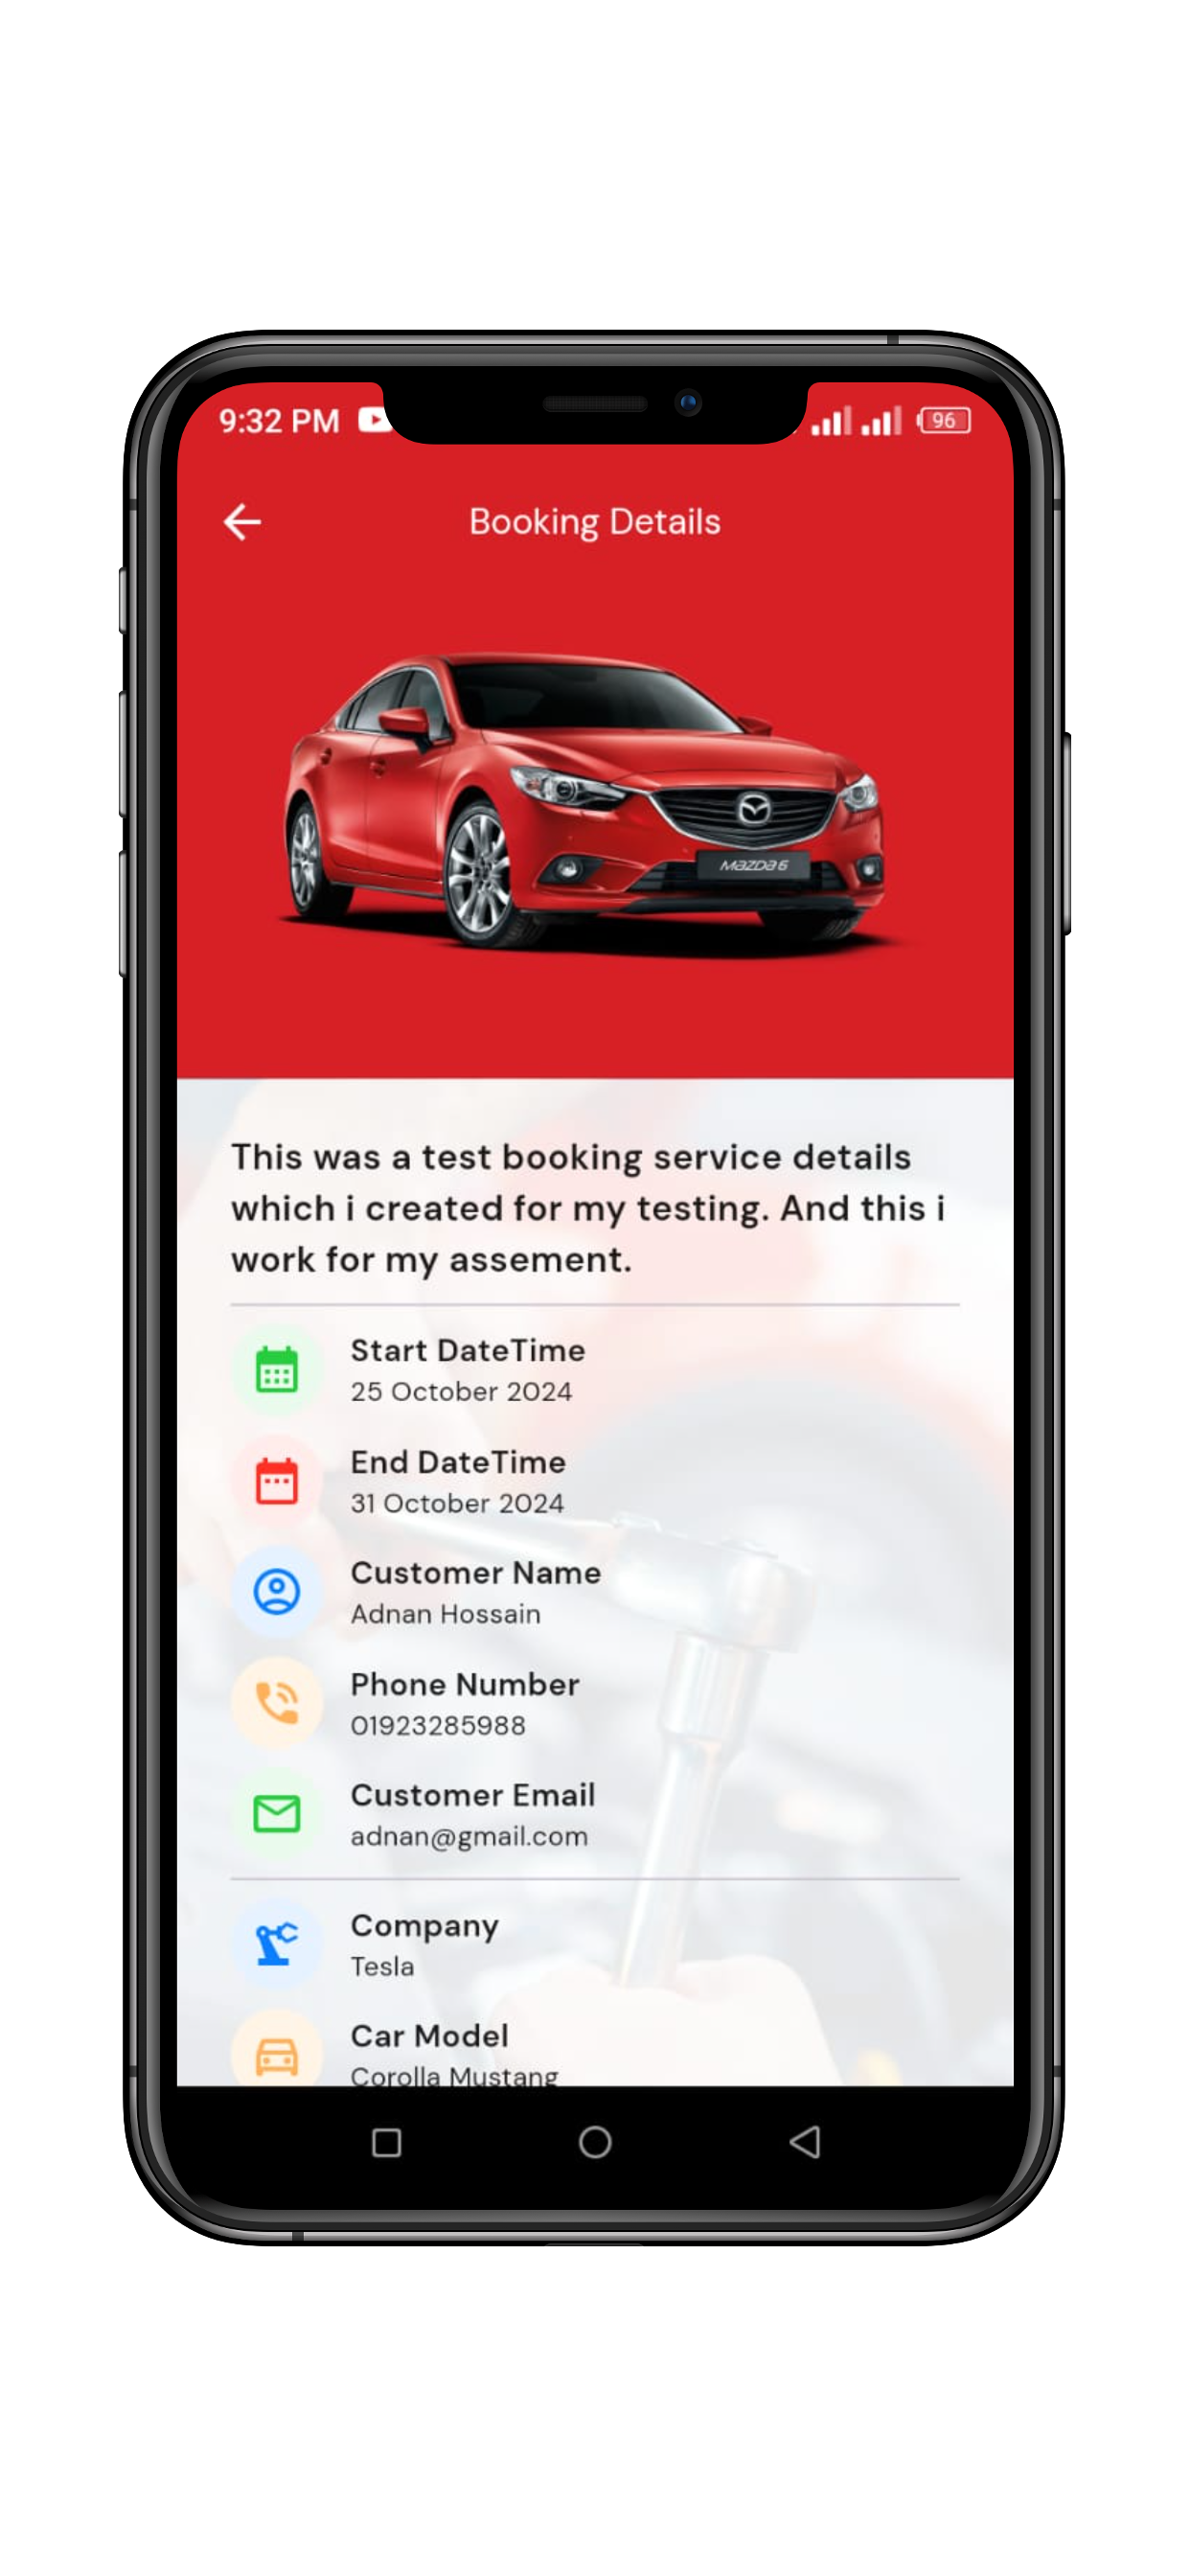 9:32 PM
96
Booking Details
MAZDA 6
This was a test booking service details
which i created for my testing. And this i
work for my assement.
Start DateTime
25 October 2024
End DateTime
31 October 2024
Customer Name
Adnan Hossain
Phone Number
01923285988
Customer Email
adnan@gmail.com
Company
Tesla
Car Model
Corolla Mustang